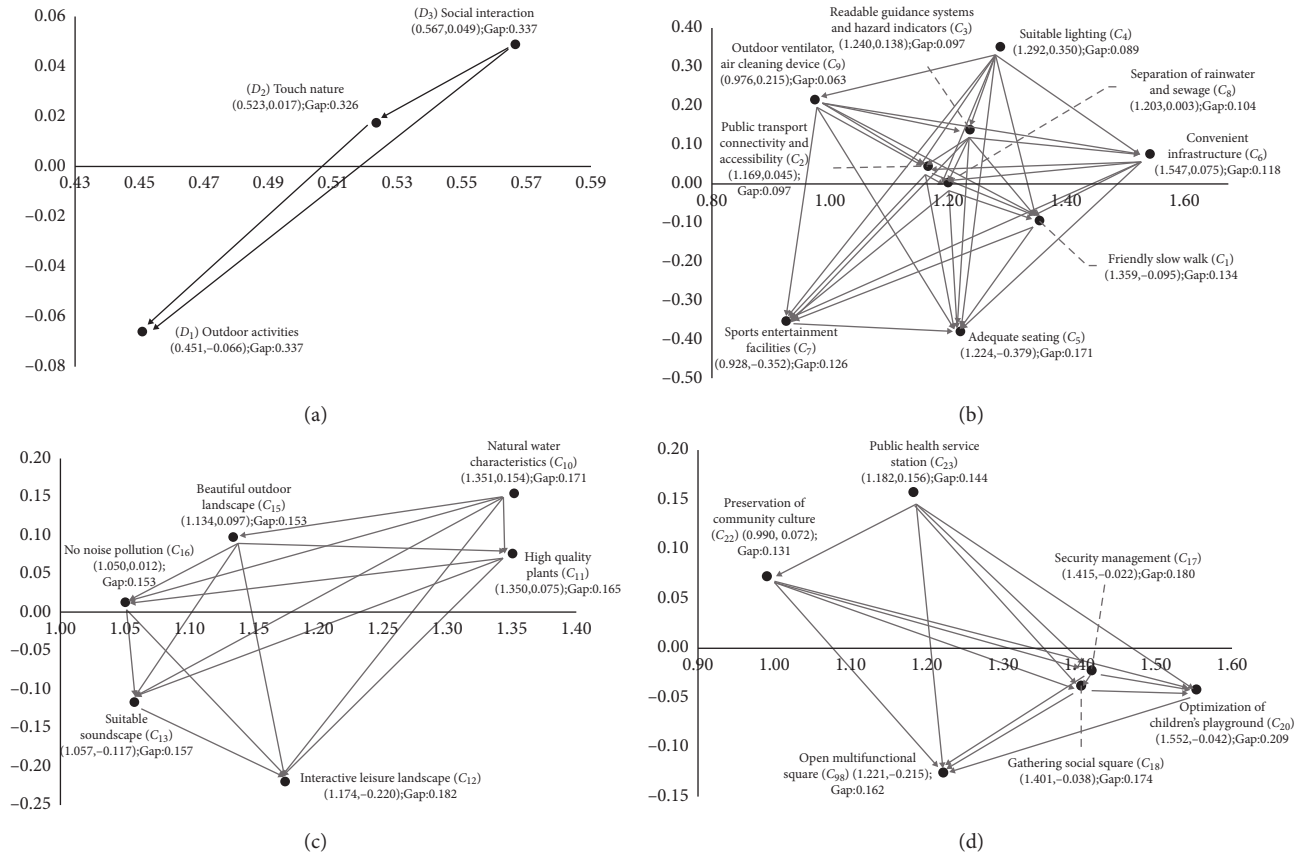 0.06
0.04
0.02
0.00
−0.02
−0.04
−0.06
−0.08
0.43
0.45
0.47
0.49
0.51
0.53
0.55
0.57
0.59
(D3) Social interaction
(0.567,0.049);Gap:0.337
(D2) Touch nature
(0.523,0.017);Gap:0.326
(D1) Outdoor activities
(0.451,−0.066);Gap:0.337
(a)
0.40
0.30
0.20
0.10
0.00
−0.10
−0.20
−0.30
−0.40
−0.50
0.80
1.00
1.20
1.40
1.60
Readable guidance systems
and hazard indicators (C3)
(1.240,0.138);Gap:0.097
Suitable lighting (C4)
(1.292,0.350);Gap:0.089
Outdoor ventilator,
air cleaning device (C9)
(0.976,0.215);Gap:0.063
Separation of rainwater
and sewage (C8)
(1.203,0.003);Gap:0.104
Public transport
connectivity and
accessibility (C2)
(1.169,0.045);
Gap:0.097
Convenient
infrastructure (C6)
(1.547,0.075);Gap:0.118
Friendly slow walk (C1)
(1.359,−0.095);Gap:0.134
Sports entertainment
facilities (C7)
(0.928,−0.352);Gap:0.126
Adequate seating (C5)
(1.224,−0.379);Gap:0.171
(b)
0.20
0.15
0.10
0.05
0.00
−0.05
−0.10
−0.15
−0.20
−0.25
1.00
1.05
1.10
1.15
1.20
1.25
1.30
1.35
1.40
Natural water
characteristics (C10)
(1.351,0.154);Gap:0.171
Beautiful outdoor
landscape (C15)
(1.134,0.097);Gap:0.153
No noise pollution (C16)
(1.050,0.012);
Gap:0.153
High quality
plants (C11)
(1.350,0.075);Gap:0.165
Suitable
soundscape (C13)
(1.057,−0.117);Gap:0.157
Interactive leisure landscape (C12)
(1.174,−0.220);Gap:0.182
(c)
0.20
0.15
0.10
0.05
0.00
−0.05
−0.10
−0.15
0.90
1.00
1.10
1.20
1.30
1.40
1.50
1.60
Public health service
station (C23)
(1.182,0.156);Gap:0.144
Preservation of
community culture
(C22) (0.990, 0.072);
Gap:0.131
Security management (C17)
(1.415,−0.022);Gap:0.180
Optimization of
children's playground (C20)
(1.552,−0.042);Gap:0.209
Gathering social square (C18)
(1.401,−0.038);Gap:0.174
Open multifunctional
square (C98) (1.221,−0.215);
Gap:0.162
(d)